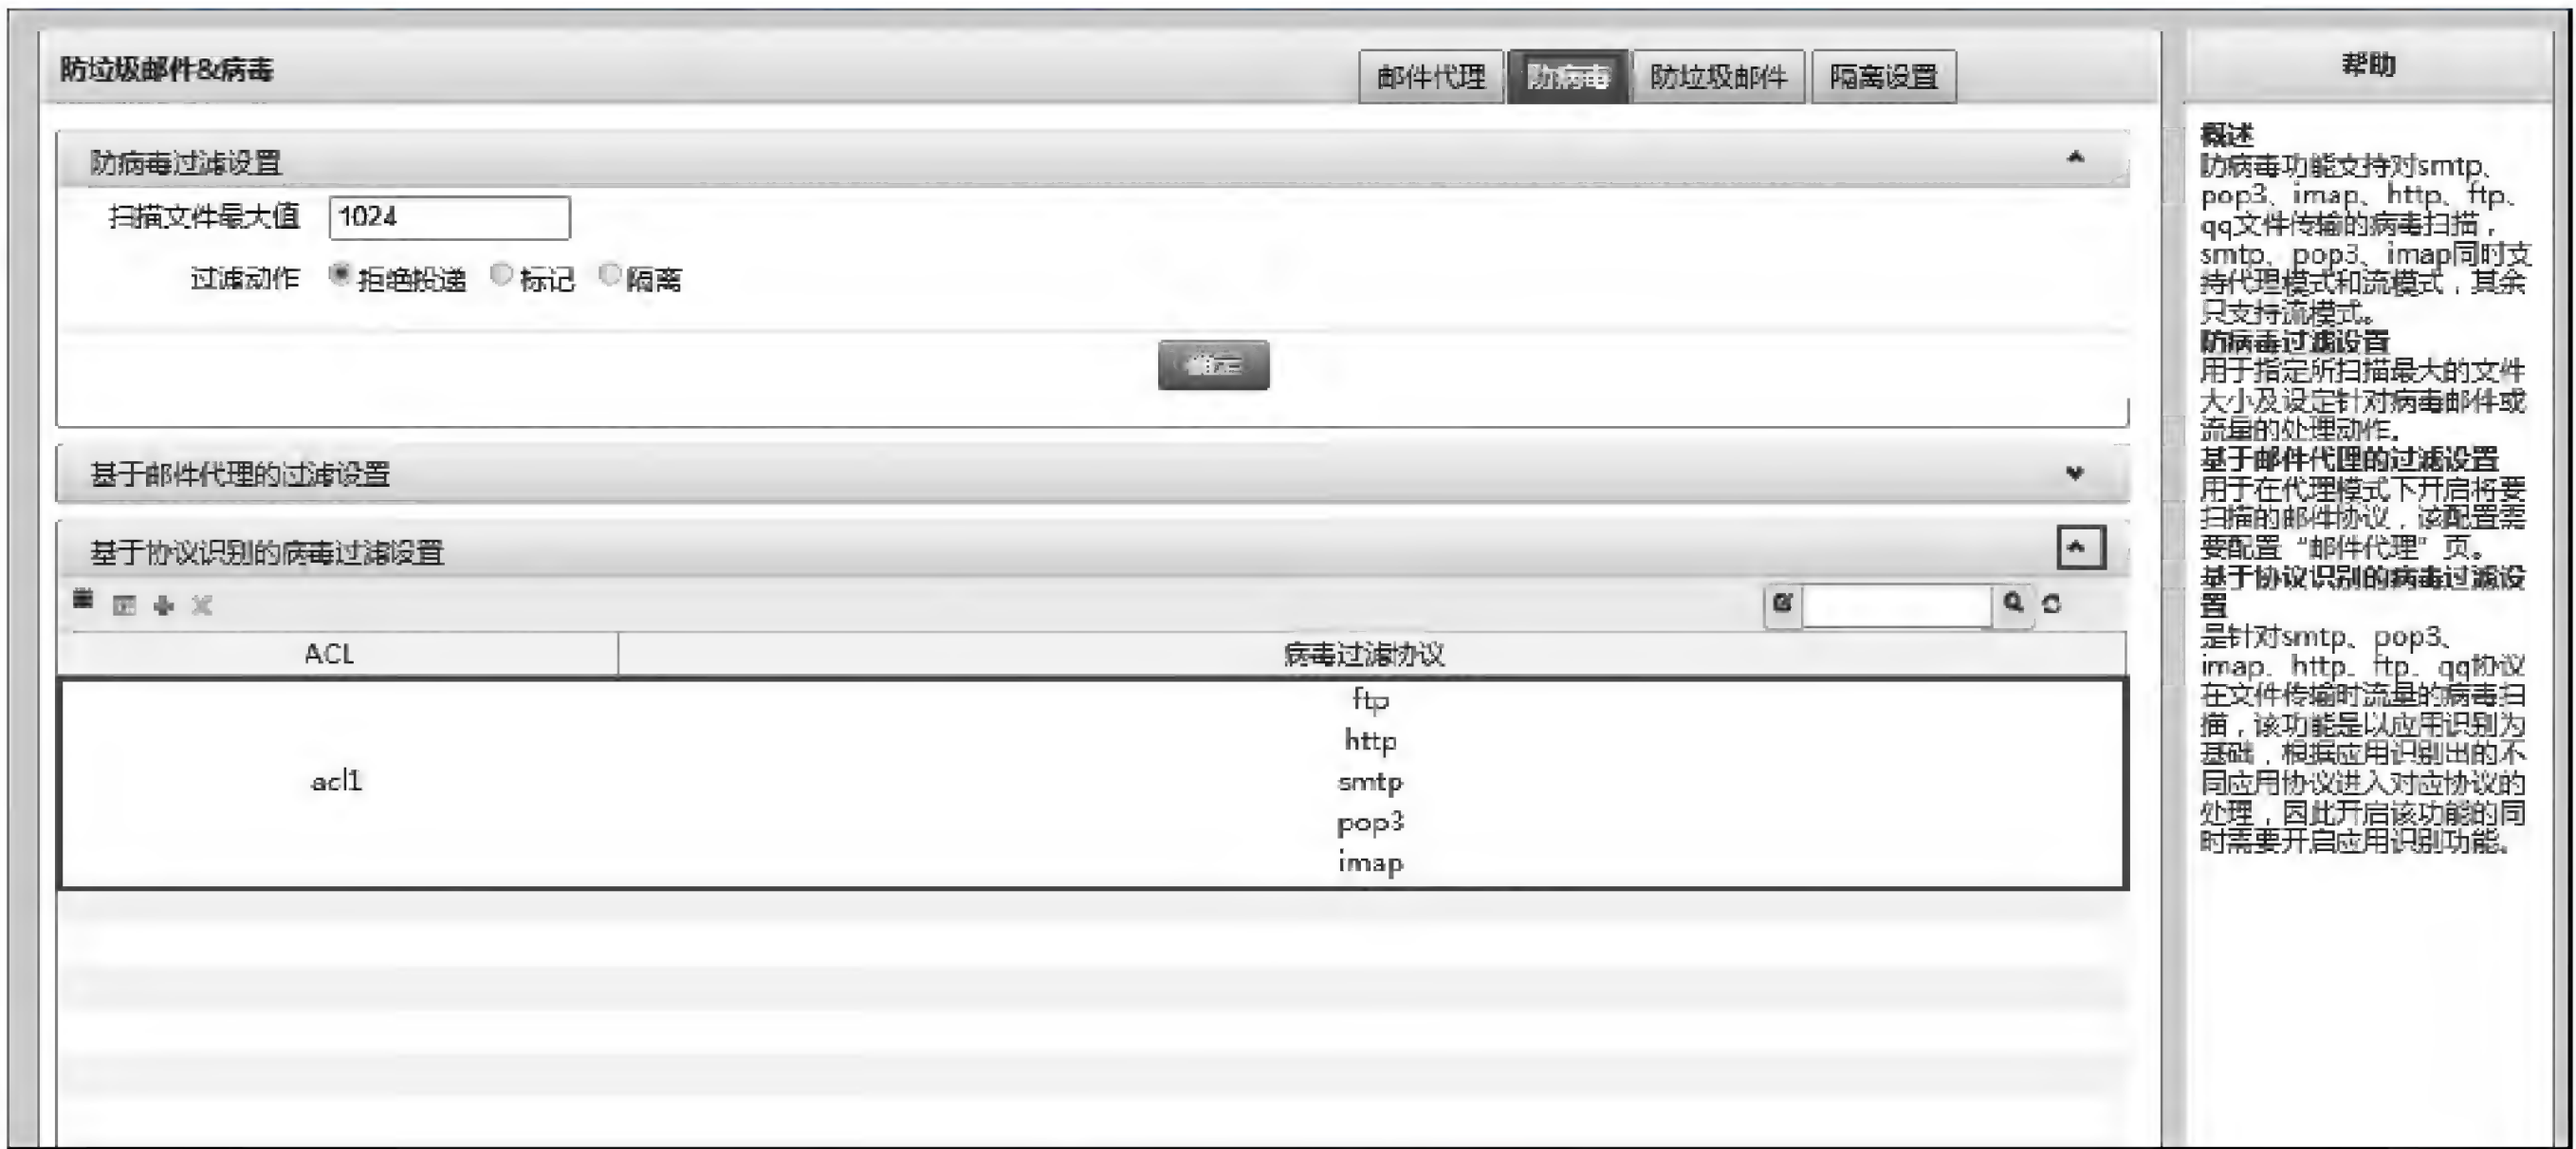 防垃圾邮件&病毒
邮件代理 防病毒 防垃圾邮件 隔离设置
防病毒过滤设置
扫描文件最大值 1024
过滤动作 拒绝投递 标记 隔离
确定
基于邮件代理的过滤设置
基于协议识别的病毒过滤设置
ACL 病毒过滤协议
acl1
ftp
http
smtp
pop3
imap
帮助
概述
防病毒功能支持对smtp、
pop3、imap、http、ftp、
qq文件传输的病毒扫描，
smtp、pop3、imap同时支
持代理模式和流模式，其余
只支持流模式。
防病毒过滤设置
用于指定所扫描最大的文件
大小及设定针对病毒邮件或
流量的处理动作。
基于邮件代理的过滤设置
用于在代理模式下开启将要
扫描的邮件协议，该配置需
要配置“邮件代理”页。
基于协议识别的病毒过滤设
置
是针对smtp、pop3、
imap、http、ftp、qq协议
在文件传输时流量的病毒扫
描，该功能是以应用识别为
基础，根据应用识别出的不
同应用协议进入对应协议的
处理，因此开启该功能的同
时需要开启应用识别功能。